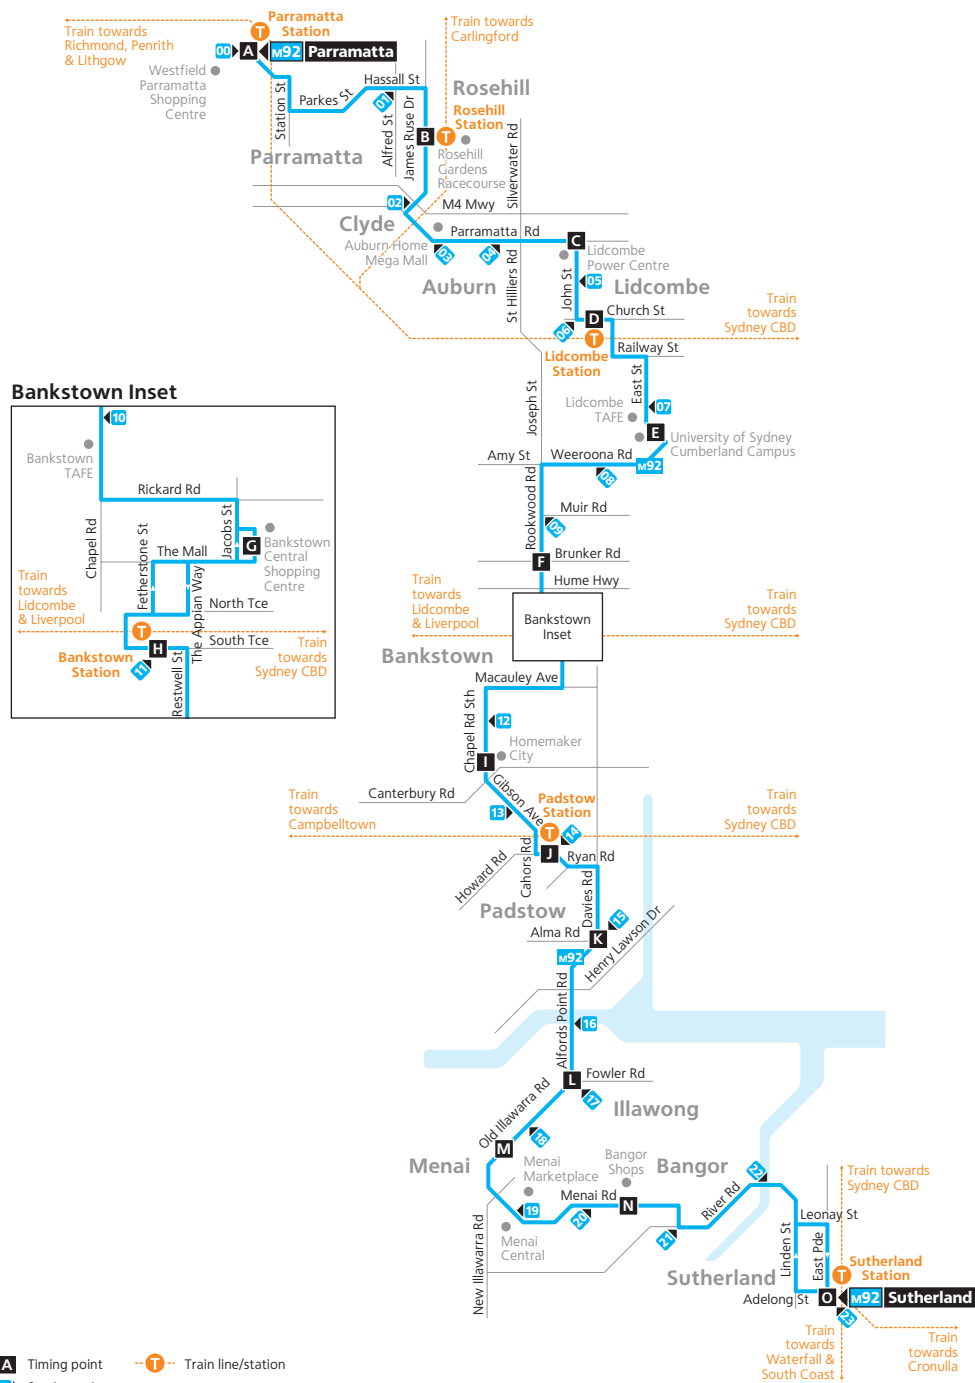 Train towards
Richmond, Penrith
& Lithgow
Parramatta
Station
T
00
A
M92 Parramatta
Train towards
Carlingford
Westfield
Parramatta
Shopping
Centre
Station St
Parkes St
Hassall St
01
Alfred St
James Ruse Dr
Rosehill
Rosehill
Station
B
T
Rosehill
Gardens
Racecourse
Silverwater Rd
Parramatta
02
M4 Mwy
Clyde
Auburn Home
Mega Mall
Parramatta Rd
03
04
C
Lidcombe
Power Centre
Auburn
St Hilliers Rd
John St
05
Lidcombe
06
D
Church St
T
Lidcombe
Station
Railway St
Train
towards
Sydney CBD
East St
Joseph St
Lidcombe
TAFE
07
E
University of Sydney
Cumberland Campus
Amy St
Weeroona Rd
M92
08
Rookwood Rd
Muir Rd
09
F
Brunker Rd
Hume Hwy
Train
towards
Lidcombe
& Liverpool
Bankstown
Inset
Train
towards
Sydney CBD
Bankstown Inset
10
Bankstown
TAFE
Rickard Rd
Chapel Rd
Fetherstone St
The Mall
Jacobs St
G
Bankstown
Central
Shopping
Centre
Train
towards
Lidcombe
& Liverpool
The Appian Way
North Tce
T
Bankstown
Station
H
11
South Tce
Restwell St
Train
towards
Sydney CBD
Bankstown
Macauley Ave
Chapel Rd Sth
12
I
Homemaker
City
Canterbury Rd
Gibson Ave
13
Train
towards
Campbelltown
Padstow
Station
T
14
Train
towards
Sydney CBD
J
Howard Rd
Cahors Rd
Ryan Rd
Davies Rd
Padstow
15
Alma Rd
K
Henry Lawson Dr
M92
Alfords Point Rd
16
L
Fowler Rd
17
Illawong
Old Illawarra Rd
18
M
Menai
Menai
Marketplace
Bangor
Shops
Bangor
19
Menai Rd
N
20
Menai
Central
21
River Rd
22
New Illawarra Rd
Train towards
Sydney CBD
Leonay St
Linden St
East Pde
Sutherland
Sutherland
Station
T
Adelong St
O
M92 Sutherland
23
Train
towards
Waterfall &
South Coast
Train
towards
Cronulla
A Timing point
T Train line/station